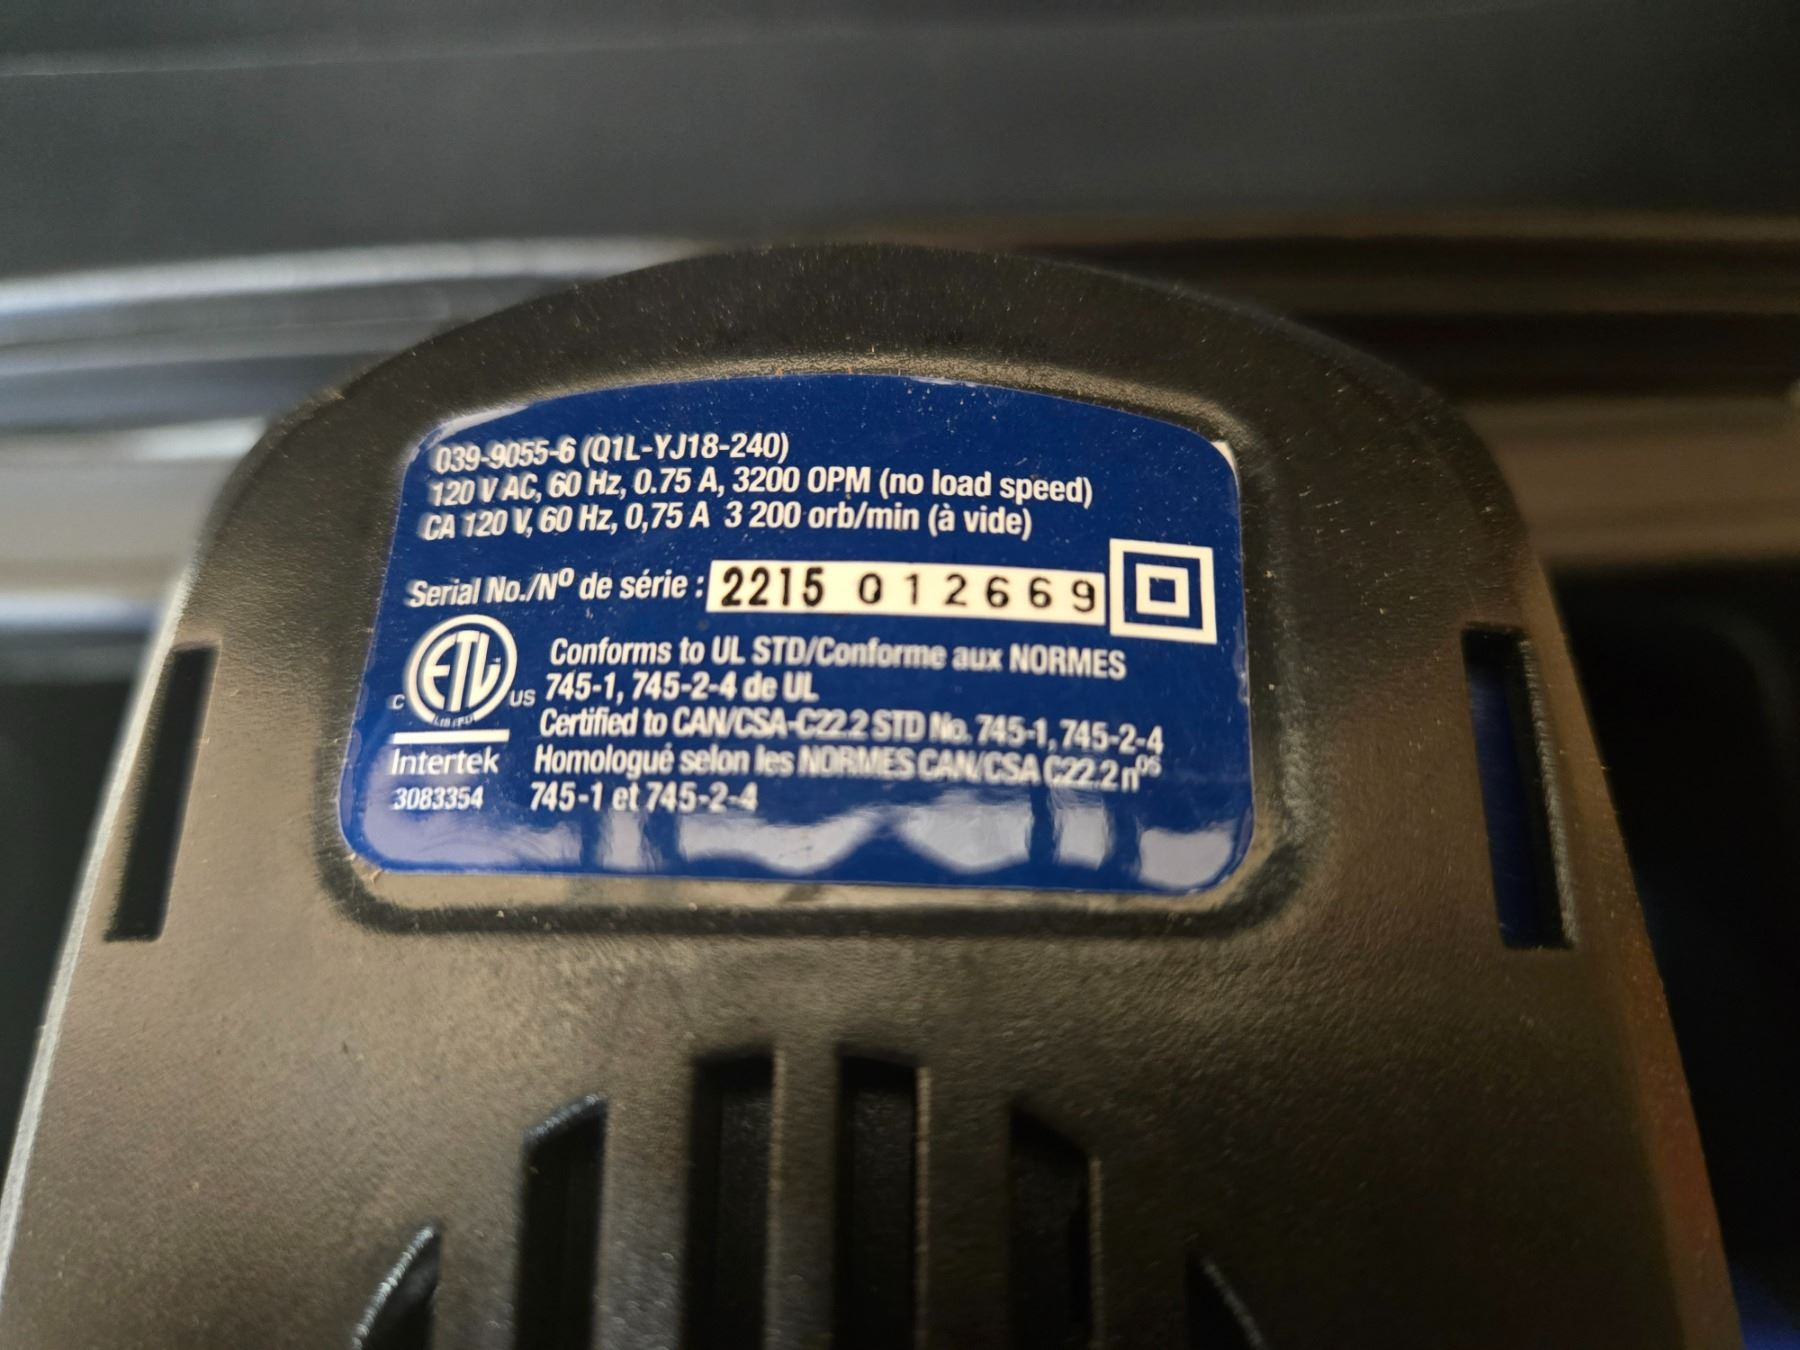 039-9055-6 (Q1L-YJ18-240)
120 V AC, 60 Hz, 0.75 A, 3200 OPM (no load speed)
CA 120 V, 60 Hz, 0,75 A 3 200 orb/min (à vide)
Serial No./Nº de série : 2215 012669
ETL
LISTED
C US
Intertek
3083354
Conforms to UL STD/Conforme aux NORMES
745-1, 745-2-4 de UL
Certified to CAN/CSA-C22.2 STD No. 745-1, 745-2-4
Homologué selon les NORMES CAN/CSA C22.2 nos
745-1 et 745-2-4